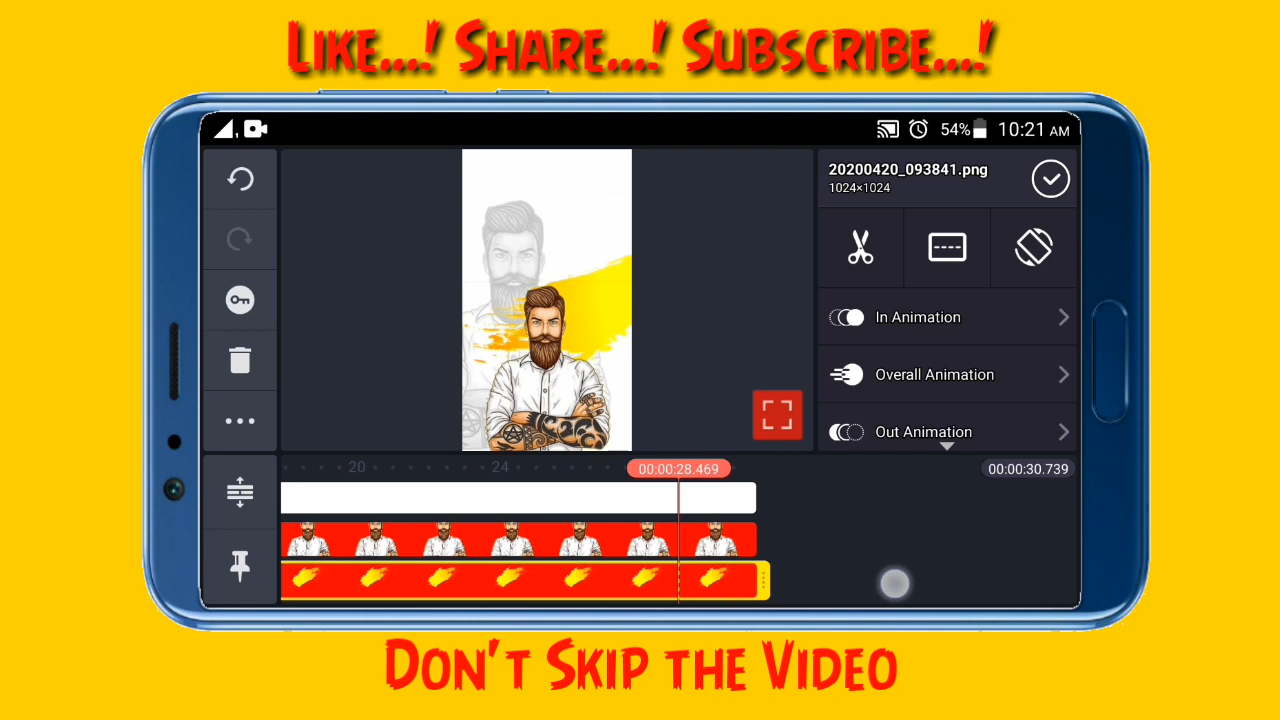 Like...! Share...! Subscribe...!
54% 10:21 AM
20200420_093841.png
1024×1024
In Animation
Overall Animation
Out Animation
20 24 00:00:28.469 00:00:30.739
Don't Skip the Video